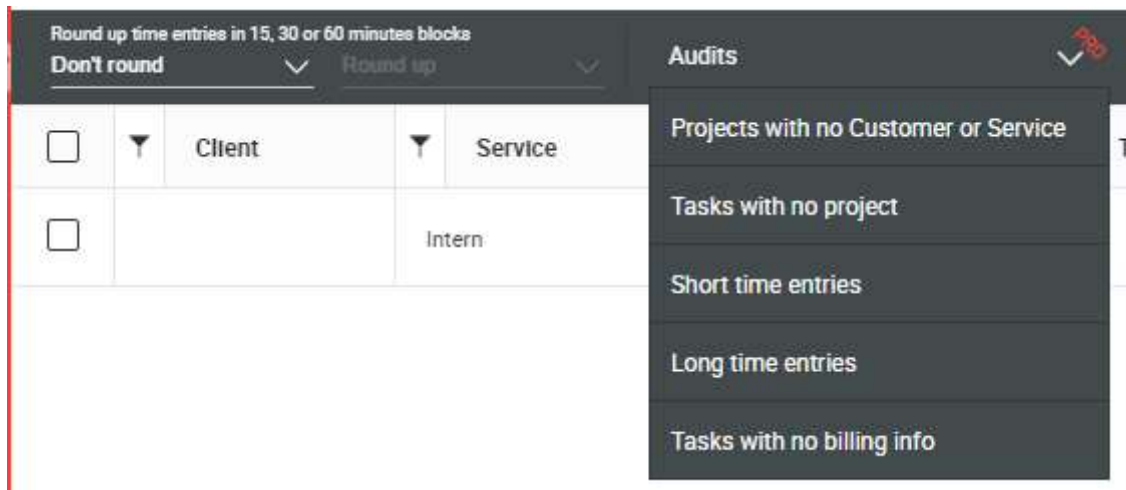 Round up time entries in 15, 30 or 60 minutes blocks
Don't round
Round up
Audits
PRO
Client
Service
Intern
Projects with no Customer or Service
Tasks with no project
Short time entries
Long time entries
Tasks with no billing info